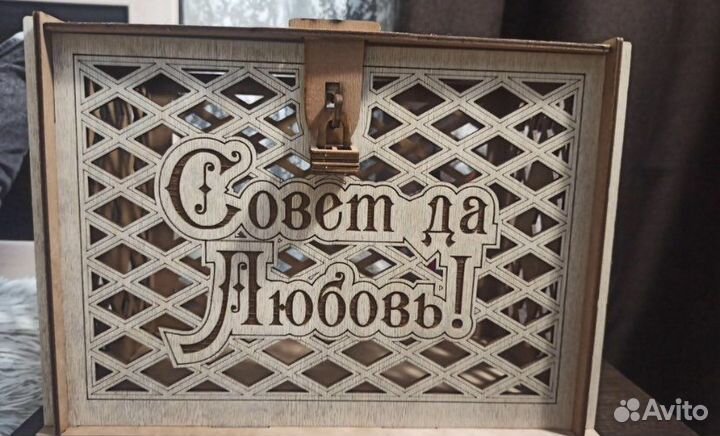 Совет да
Любовь!
Avito